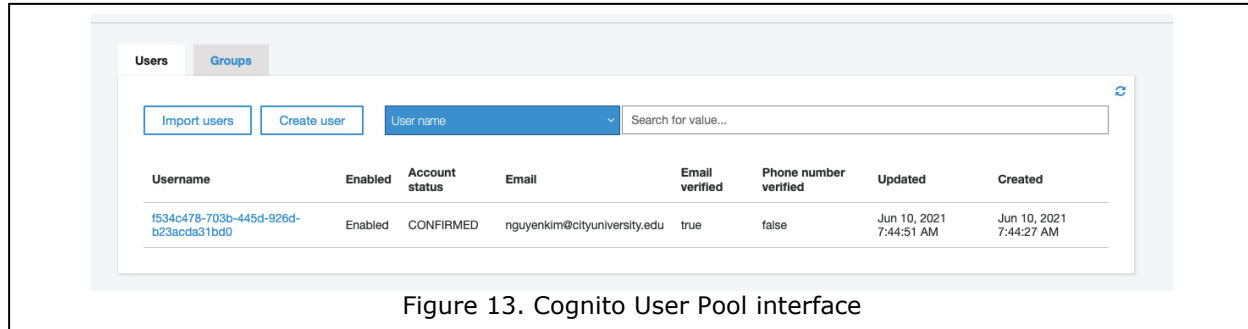 Users Groups
Import users Create user User name Search for value...
Username Enabled Account status Email Email verified Phone number verified Updated Created
f534c478-703b-445d-926d-b23acda31bd0 Enabled CONFIRMED nguyenkim@cityuniversity.edu true false Jun 10, 2021 7:44:51 AM Jun 10, 2021 7:44:27 AM
Figure 13. Cognito User Pool interface